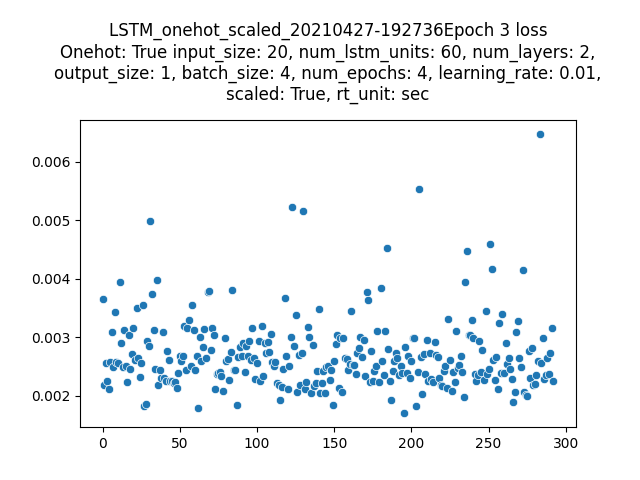 LSTM_onehot_scaled_20210427-192736Epoch 3 loss
Onehot: True input_size: 20, num_lstm_units: 60, num_layers: 2,
output_size: 1, batch_size: 4, num_epochs: 4, learning_rate: 0.01,
scaled: True, rt_unit: sec
0.006
0.005
0.004
0.003
0.002
0 50 100 150 200 250 300